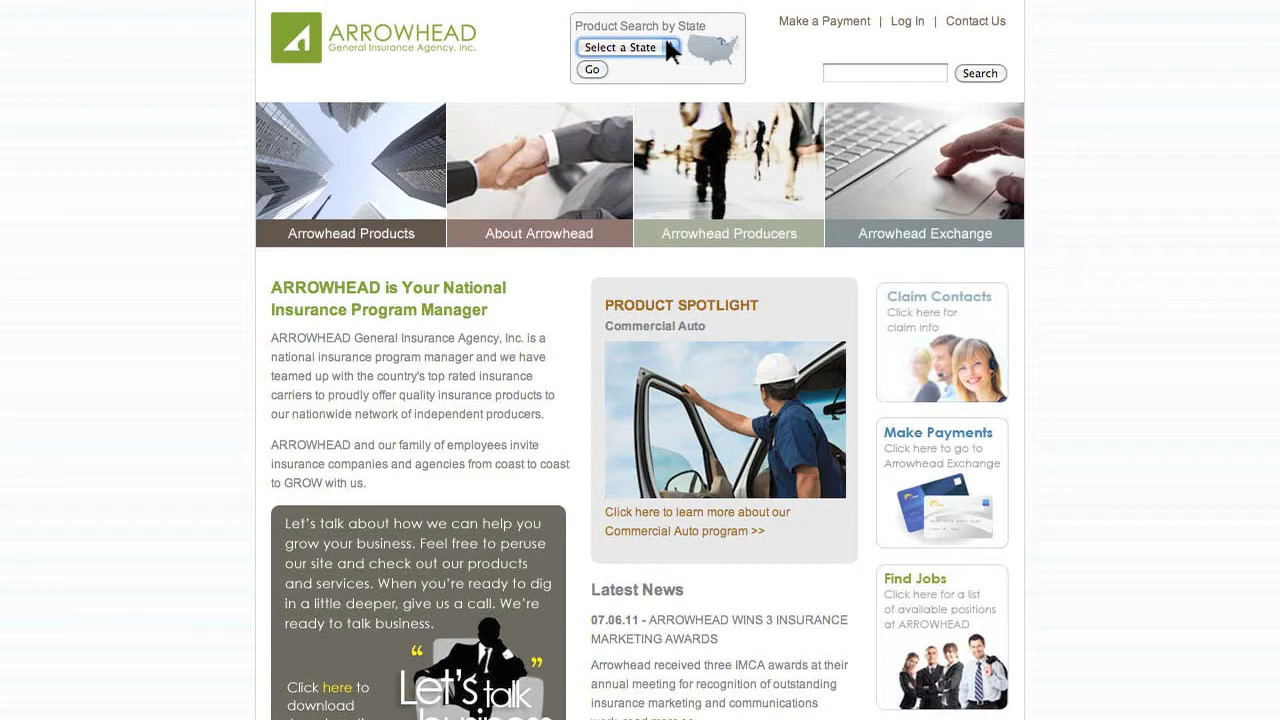 ARROWHEAD
General Insurance Agency, Inc.
Product Search by State
Select a State
Go
Make a Payment | Log In | Contact Us
Search
Arrowhead Products
About Arrowhead
Arrowhead Producers
Arrowhead Exchange
ARROWHEAD is Your National
Insurance Program Manager
ARROWHEAD General Insurance Agency, Inc. is a
national insurance program manager and we have
teamed up with the country's top rated insurance
carriers to proudly offer quality insurance products to
our nationwide network of independent producers.
ARROWHEAD and our family of employees invite
insurance companies and agencies from coast to coast
to GROW with us.
Let's talk about how we can help you
grow your business. Feel free to peruse
our site and check out our products
and services. When you're ready to dig
in a little deeper, give us a call. We're
ready to talk business.
Click here to
download
“Let's talk
business”
PRODUCT SPOTLIGHT
Commercial Auto
Click here to learn more about our
Commercial Auto program >>
Latest News
07.06.11 - ARROWHEAD WINS 3 INSURANCE
MARKETING AWARDS
Arrowhead received three IMCA awards at their
annual meeting for recognition of outstanding
insurance marketing and communications
Claim Contacts
Click here for
claim info
Make Payments
Click here to go to
Arrowhead Exchange
Find Jobs
Click here for a list
of available positions
at ARROWHEAD